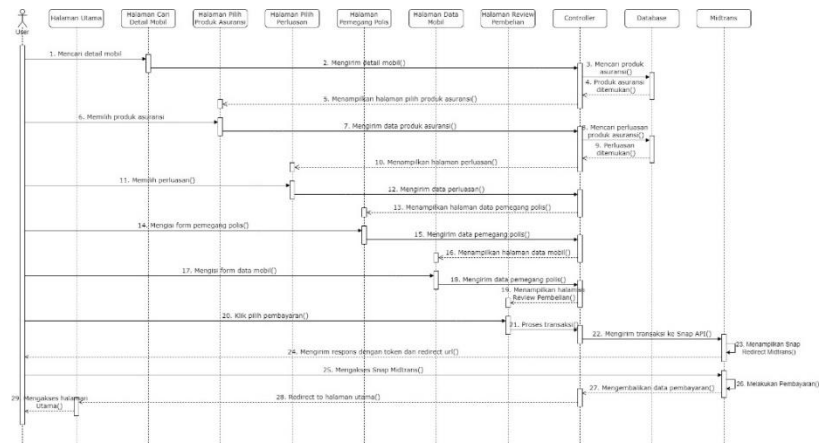 Halaman Utama
Halaman Cari
Detail Mobil
Halaman Pilih
Produk Asuransi
Halaman Pilih
Perluasan
Halaman
Pemegang Polis
Halaman Data
Mobil
Halaman Review
Pembelian
Controller
Database
Midtrans
User
1. Mencari detail mobil
2. Mengirim detail mobil()
3. Mencari produk
asuransi()
4. Produk asuransi
ditemukan()
5. Menampilkan halaman pilih produk asuransi()
6. Memilih produk asuransi
7. Mengirim data produk asuransi()
8. Mencari perluasan
produk asuransi()
9. Perluasan
ditemukan()
10. Menampilkan halaman perluasan()
11. Memilih perluasan()
12. Mengirim data perluasan()
13. Menampilkan halaman data pemegang polis()
14. Mengisi form pemegang polis()
15. Mengirim data pemegang polis()
16. Menampilkan halaman data mobil()
17. Mengisi form data mobil()
18. Mengirim data pemegang polis()
19. Menampilkan halaman
Review Pembelian()
20. Klik pilih pembayaran()
21. Proses transaksi()
22. Mengirim transaksi ke Snap API()
23. Menampilkan Snap
Redirect Midtrans()
24. Mengirim respons dengan token dan redirect url()
25. Mengakses Snap Midtrans()
26. Melakukan Pembayaran()
27. Mengembalikan data pembayaran()
28. Redirect to halaman utama()
29. Mengakses halaman
Utama()